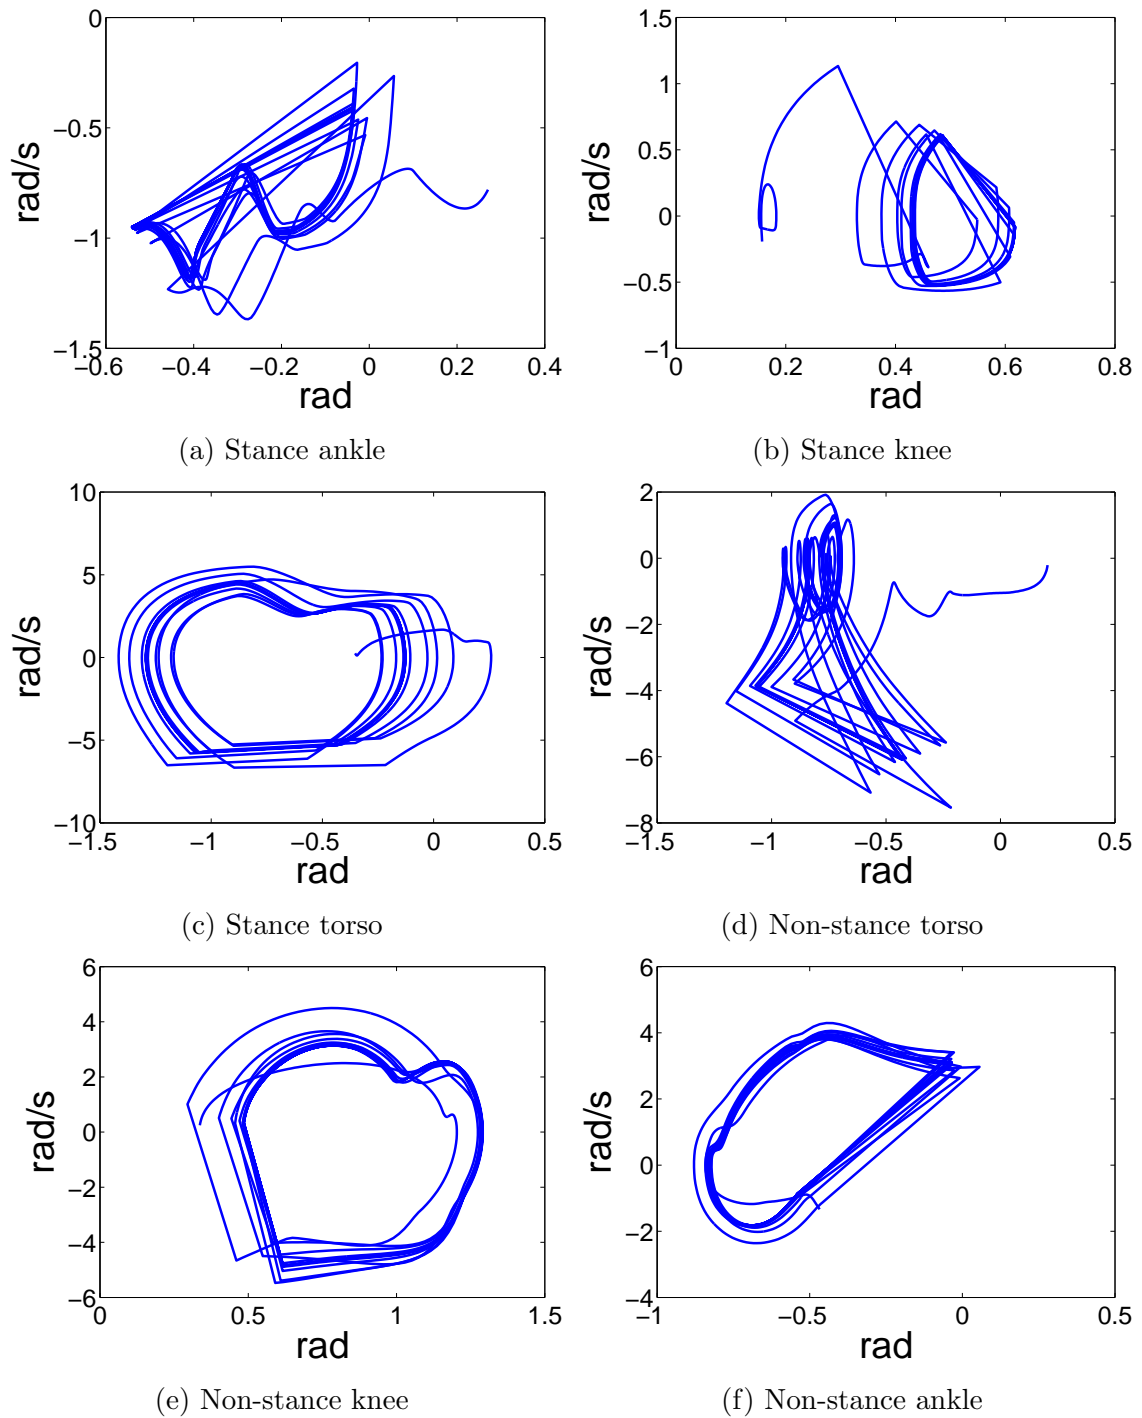 0
−0.5
−1
−1.5
−0.6 −0.4 −0.2 0 0.2 0.4
rad/s
rad
(a) Stance ankle
1.5
1
0.5
0
−0.5
−1
0 0.2 0.4 0.6 0.8
rad/s
rad
(b) Stance knee
10
5
0
−5
−10
−1.5 −1 −0.5 0 0.5
rad/s
rad
(c) Stance torso
2
0
−2
−4
−6
−8
−1.5 −1 −0.5 0 0.5
rad/s
rad
(d) Non-stance torso
6
4
2
0
−2
−4
−6
0 0.5 1 1.5
rad/s
rad
(e) Non-stance knee
6
4
2
0
−2
−4
−1 −0.5 0 0.5
rad/s
rad
(f) Non-stance ankle